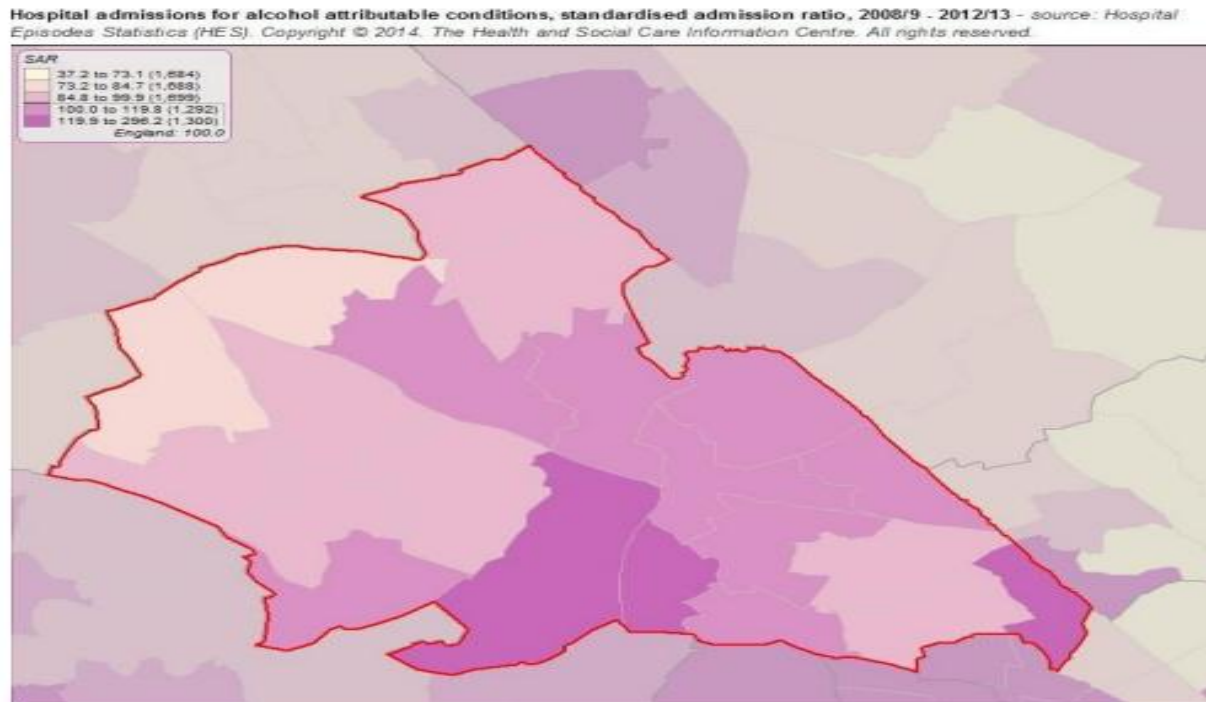 Hospital admissions for alcohol attributable conditions, standardised admission ratio, 2008/9 - 2012/13 - source: Hospital
Episodes Statistics (HES). Copyright © 2014. The Health and Social Care Information Centre. All rights reserved.
SAR
37.2 to 73.1 (1,684)
73.2 to 84.7 (1,688)
84.8 to 99.9 (1,699)
100.0 to 119.8 (1,292)
119.9 to 296.2 (1,300)
England: 100.0